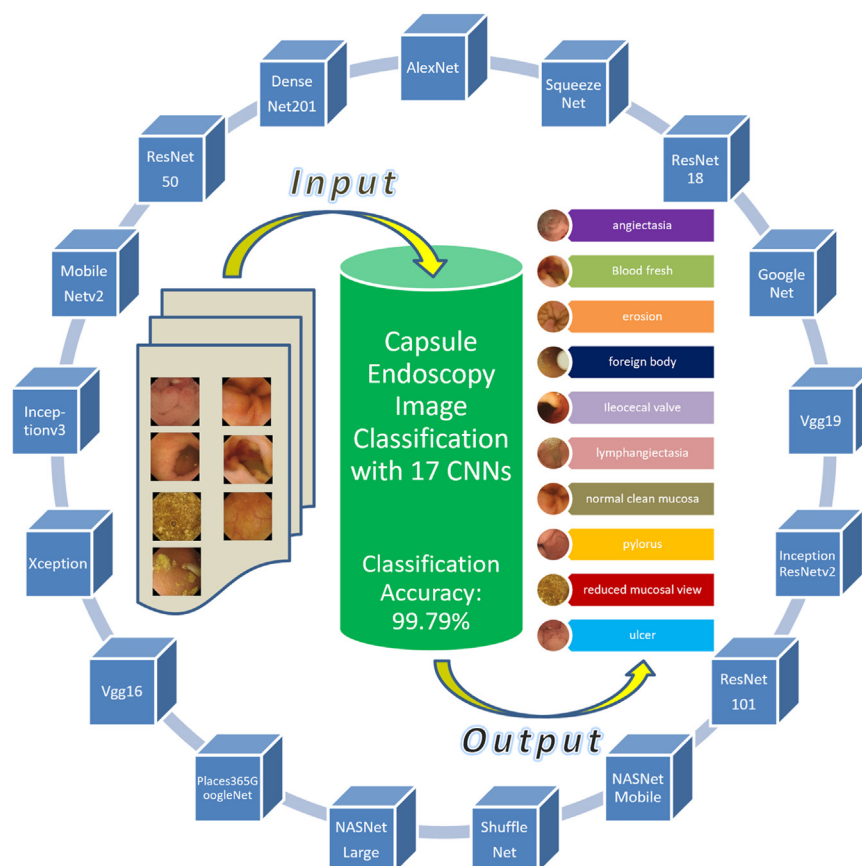 AlexNet
Squeeze
Net
ResNet
18
Google
Net
Vgg19
Inception
ResNetv2
ResNet
101
NASNet
Mobile
Shuffle
Net
NASNet
Large
Places365G
oogleNet
Vgg16
Xception
Incep-
tionv3
Mobile
Netv2
ResNet
50
Dense
Net201
Input
Capsule
Endoscopy
Image
Classification
with 17 CNNs
Classification
Accuracy:
99.79%
angiectasia
Blood fresh
erosion
foreign body
Ileocecal valve
lymphangiectasia
normal clean mucosa
pylorus
reduced mucosal view
ulcer
Output